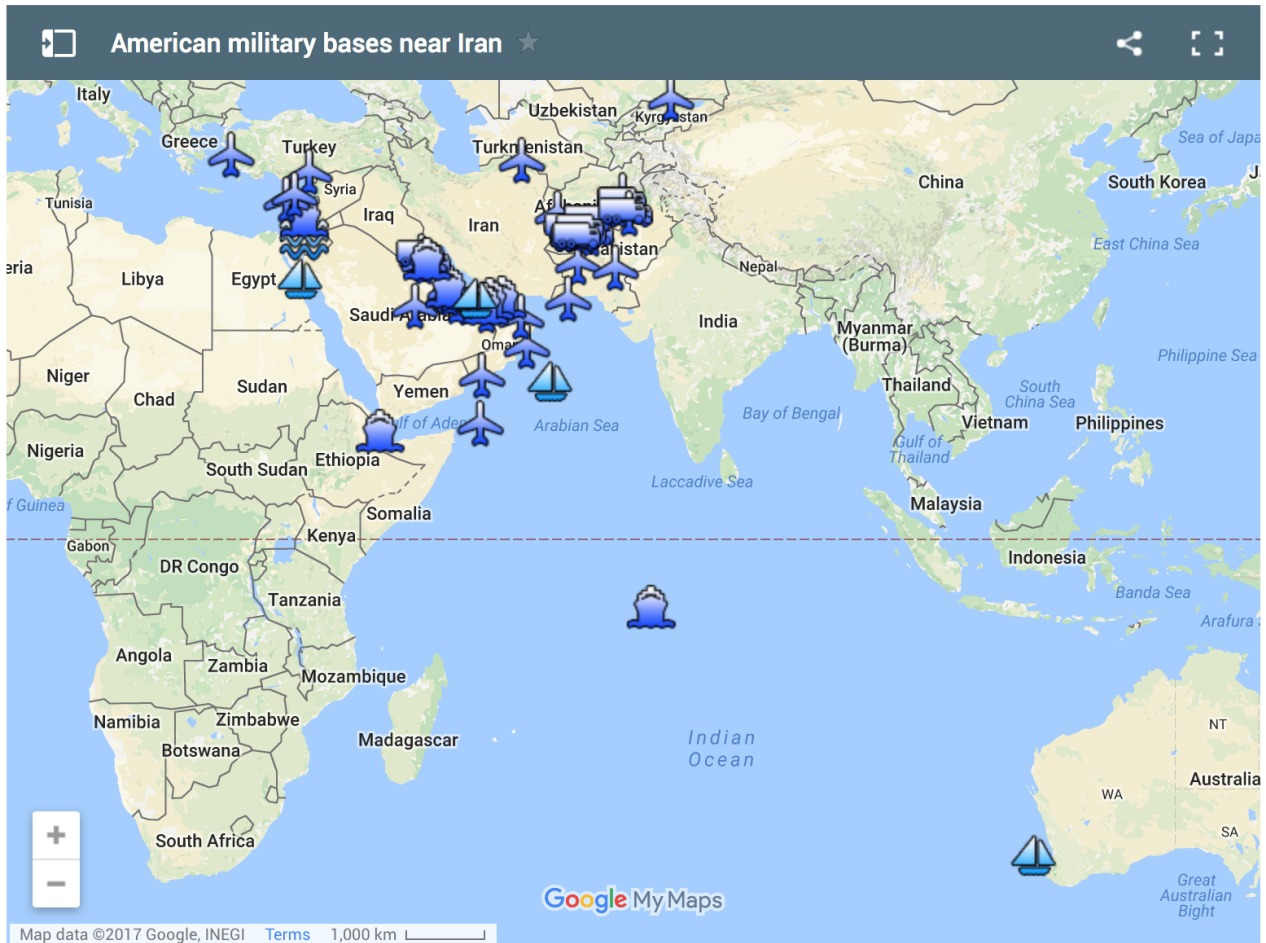 American military bases near Iran
Italy
Uzbekistan
Kyrgyzstan
Greece
Turkey
Turkmenistan
Sea of Japa
China
South Korea
J
Syria
Tunisia
Iraq
Iran
East China Sea
eria
Libya
Egypt
Nepal
Saudi Arabia
India
Myanmar
(Burma)
Oman
Philippine Sea
Niger
Chad
Sudan
Yemen
Thailand
South
China Sea
Bay of Bengal
Vietnam
Philippines
Gulf of Aden
Arabian Sea
Nigeria
Gulf of
Thailand
Ethiopia
South Sudan
Laccadive Sea
Malaysia
f Guinea
Somalia
Kenya
Gabon
DR Congo
Indonesia
Tanzania
Banda Sea
Arafura
Angola
Zambia
Mozambique
Namibia
Zimbabwe
NT
Botswana
Madagascar
Indian
Ocean
Australia
WA
SA
South Africa
Great
Australian
Bight
Google My Maps
Map data ©2017 Google, INEGI Terms 1,000 km